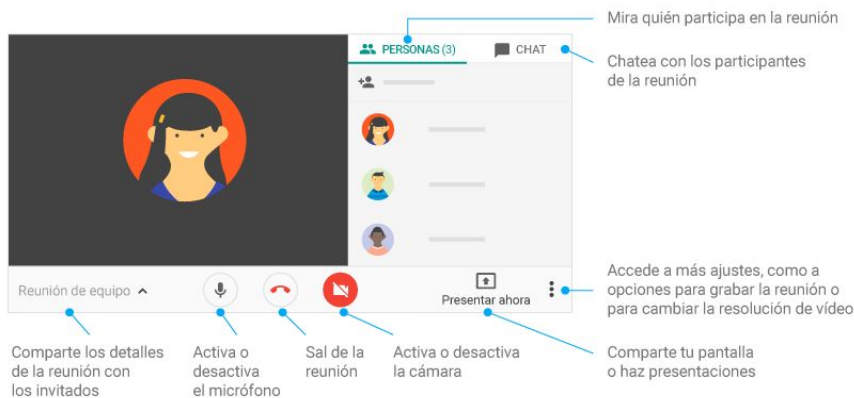 Mira quién participa en la reunión
PERSONAS (3)
CHAT
Chatea con los participantes
de la reunión
Reunión de equipo
Presentar ahora
Accede a más ajustes, como a
opciones para grabar la reunión o
para cambiar la resolución de vídeo
Comparte los detalles
de la reunión con
los invitados
Activa o
desactiva
el micrófono
Sal de la
reunión
Activa o desactiva
la cámara
Comparte tu pantalla
o haz presentaciones